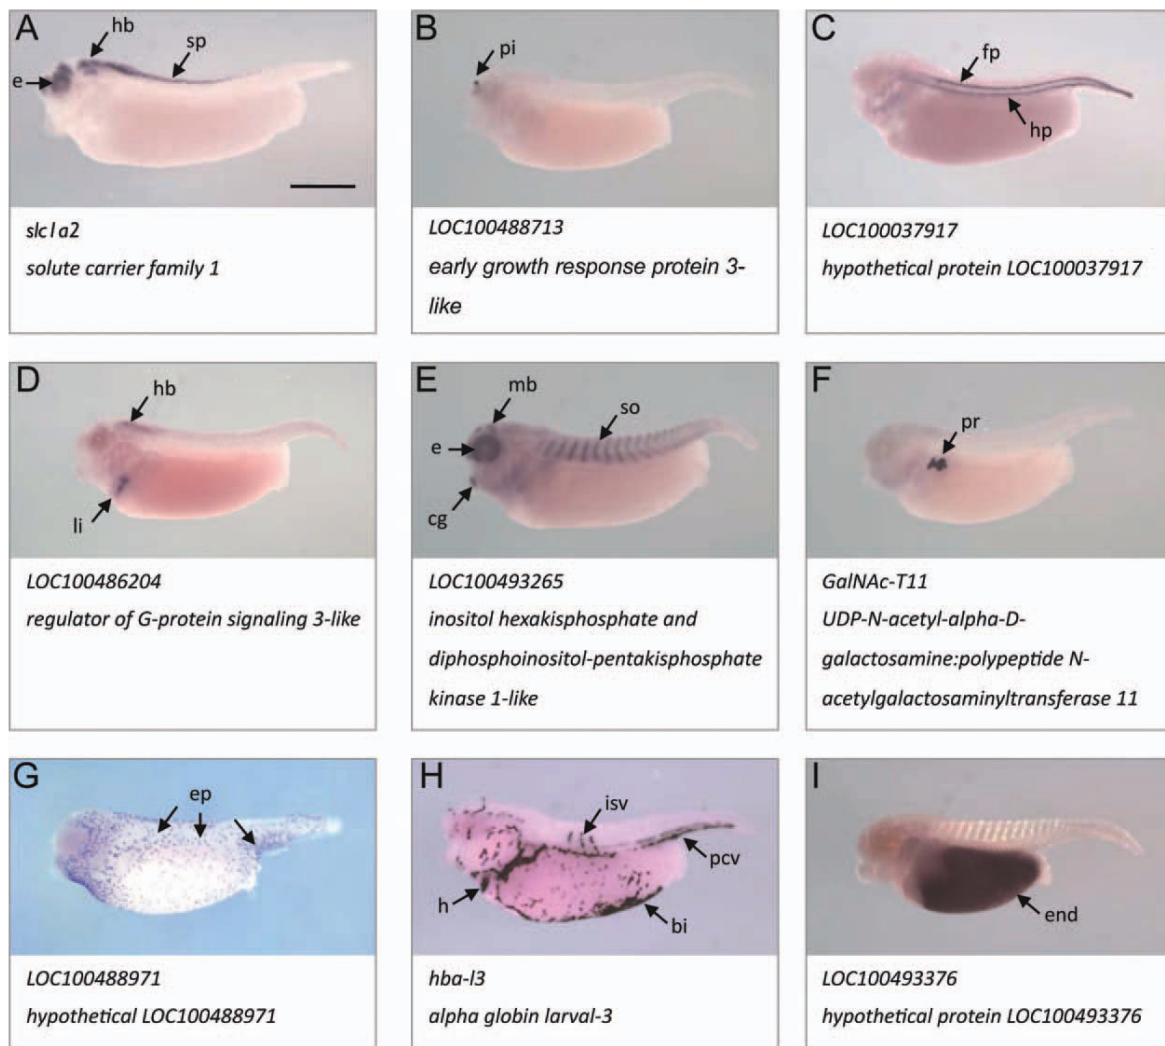 A
hb
sp
e
slc1a2
solute carrier family 1
B
pi
LOC100488713
early growth response protein 3-
like
C
fp
hp
LOC100037917
hypothetical protein LOC100037917
D
hb
li
LOC100486204
regulator of G-protein signaling 3-like
E
mb
so
e
cg
LOC100493265
inositol hexakisphosphate and
diphosphoinositol-pentakisphosphate
kinase 1-like
F
pr
GalNAc-T11
UDP-N-acetyl-alpha-D-
galactosamine:polypeptide N-
acetylgalactosaminyltransferase 11
G
ep
LOC100488971
hypothetical LOC100488971
H
isv
pcv
h
bi
hba-l3
alpha globin larval-3
I
end
LOC100493376
hypothetical protein LOC100493376